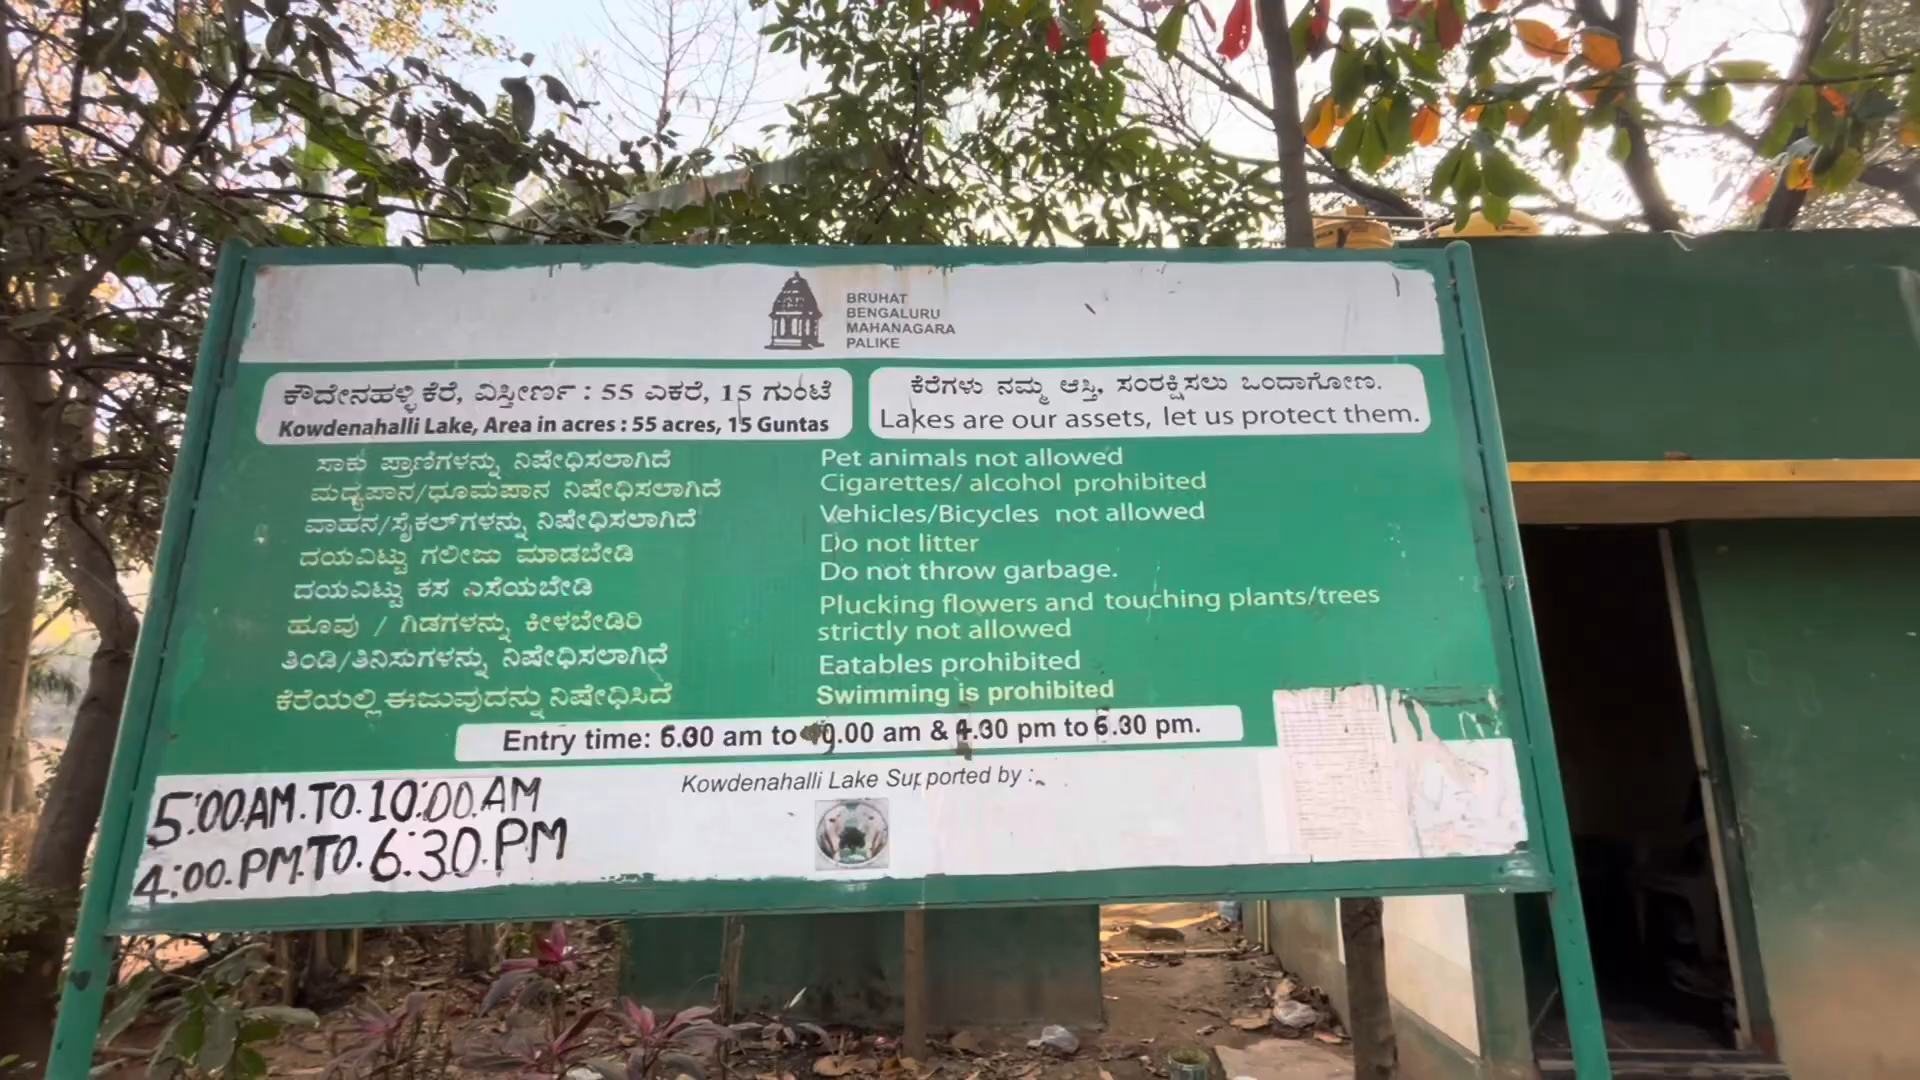 BRUHAT
BENGALURU
MAHANAGARA
PALIKE
ಕೌದೇನಹಳ್ಳಿ ಕೆರೆ, ವಿಸ್ತೀರ್ಣ : 55 ಎಕರೆ, 15 ಗುಂಟೆ
Kowdenahalli Lake, Area in acres : 55 acres, 15 Guntas
ಕೆರೆಗಳು ನಮ್ಮ ಆಸ್ತಿ, ಸಂರಕ್ಷಿಸಲು ಒಂದಾಗೋಣ.
Lakes are our assets, let us protect them.
ಸಾಕು ಪ್ರಾಣಿಗಳನ್ನು ನಿಷೇಧಿಸಲಾಗಿದೆ
ಮದ್ಯಪಾನ/ಧೂಮಪಾನ ನಿಷೇಧಿಸಲಾಗಿದೆ
ವಾಹನ/ಸೈಕಲ್‌ಗಳನ್ನು ನಿಷೇಧಿಸಲಾಗಿದೆ
ದಯವಿಟ್ಟು ಗಲೀಜು ಮಾಡಬೇಡಿ
ದಯವಿಟ್ಟು ಕಸ ಎಸೆಯಬೇಡಿ
ಹೂವು / ಗಿಡಗಳನ್ನು ಕೀಳಬೇಡಿರಿ
ತಿಂಡಿ/ತಿನಿಸುಗಳನ್ನು ನಿಷೇಧಿಸಲಾಗಿದೆ
ಕೆರೆಯಲ್ಲಿ ಈಜುವುದನ್ನು ನಿಷೇಧಿಸಿದೆ
Pet animals not allowed
Cigarettes/ alcohol prohibited
Vehicles/Bicycles not allowed
Do not litter
Do not throw garbage.
Plucking flowers and touching plants/trees
strictly not allowed
Eatables prohibited
Swimming is prohibited
Entry time: 6.00 am to 10.00 am & 4.30 pm to 6.30 pm.
Kowdenahalli Lake Supported by :
5:00AM.TO.10:00.AM
4:00.PM.TO.6:30.PM